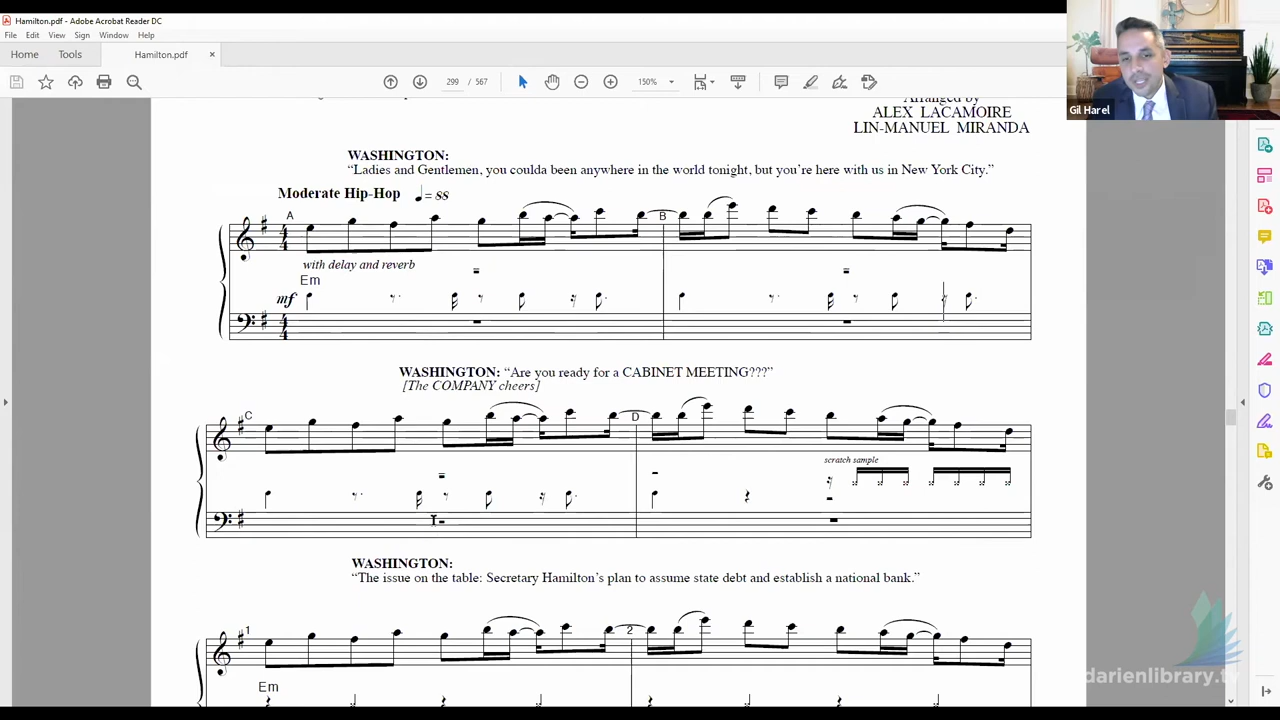 Hamilton.pdf - Adobe Acrobat Reader DC
File Edit View Sign Window Help
Home Tools Hamilton.pdf ×
299 / 567 150%
Gil Harel
Arranged by
ALEX LACAMOIRE
LIN-MANUEL MIRANDA
WASHINGTON:
“Ladies and Gentlemen, you coulda been anywhere in the world tonight, but you're here with us in New York City.”
Moderate Hip-Hop ♩= 88
A B
with delay and reverb
Em
mf
WASHINGTON: “Are you ready for a CABINET MEETING???”
[The COMPANY cheers]
C D
scratch sample
WASHINGTON:
“The issue on the table: Secretary Hamilton's plan to assume state debt and establish a national bank.”
1 2
Em
darienlibrary.tv